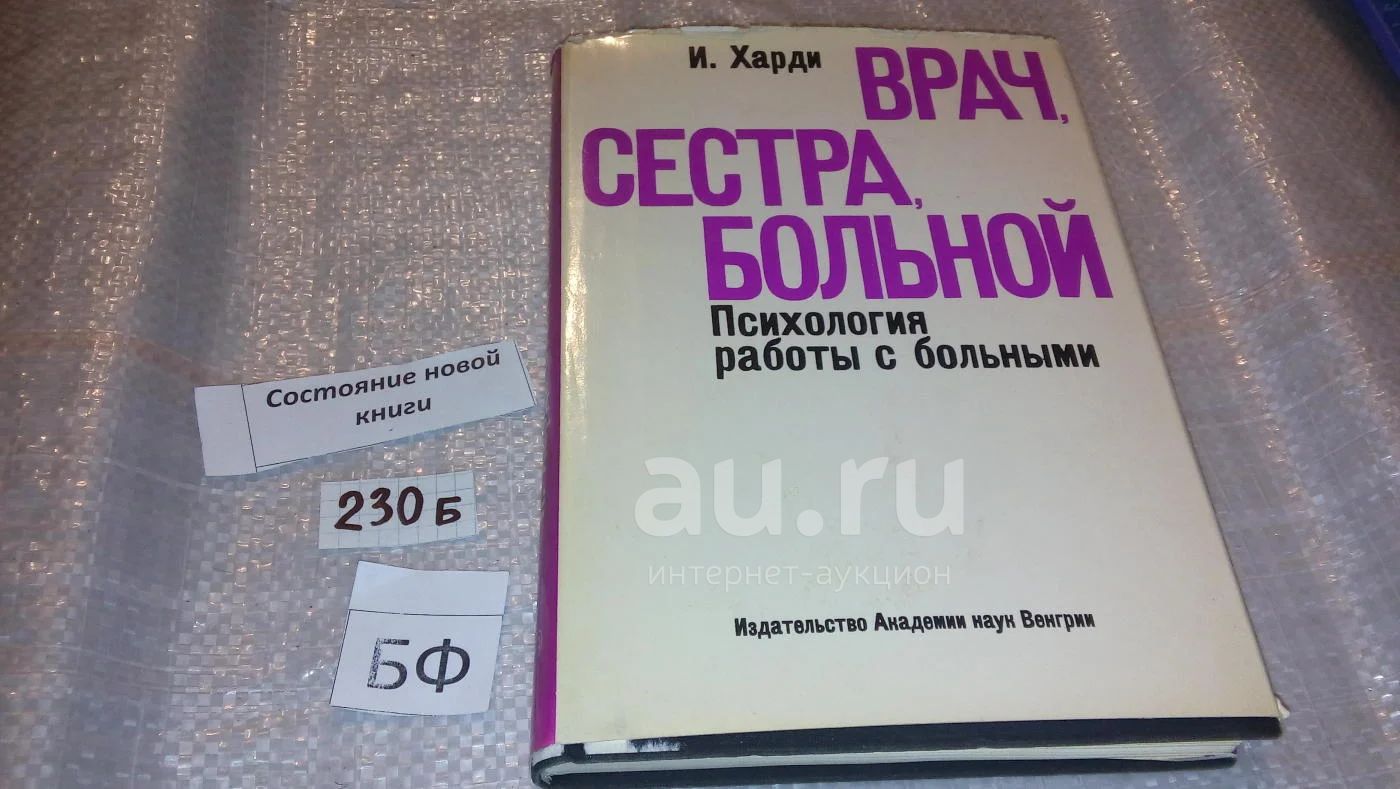 И. Харди
ВРАЧ,
СЕСТРА,
БОЛЬНОЙ
Психология
работы с больными
Состояние новой
книги
230 Б
БФ
au.ru
интернет-аукцион
Издательство Академии наук Венгрии